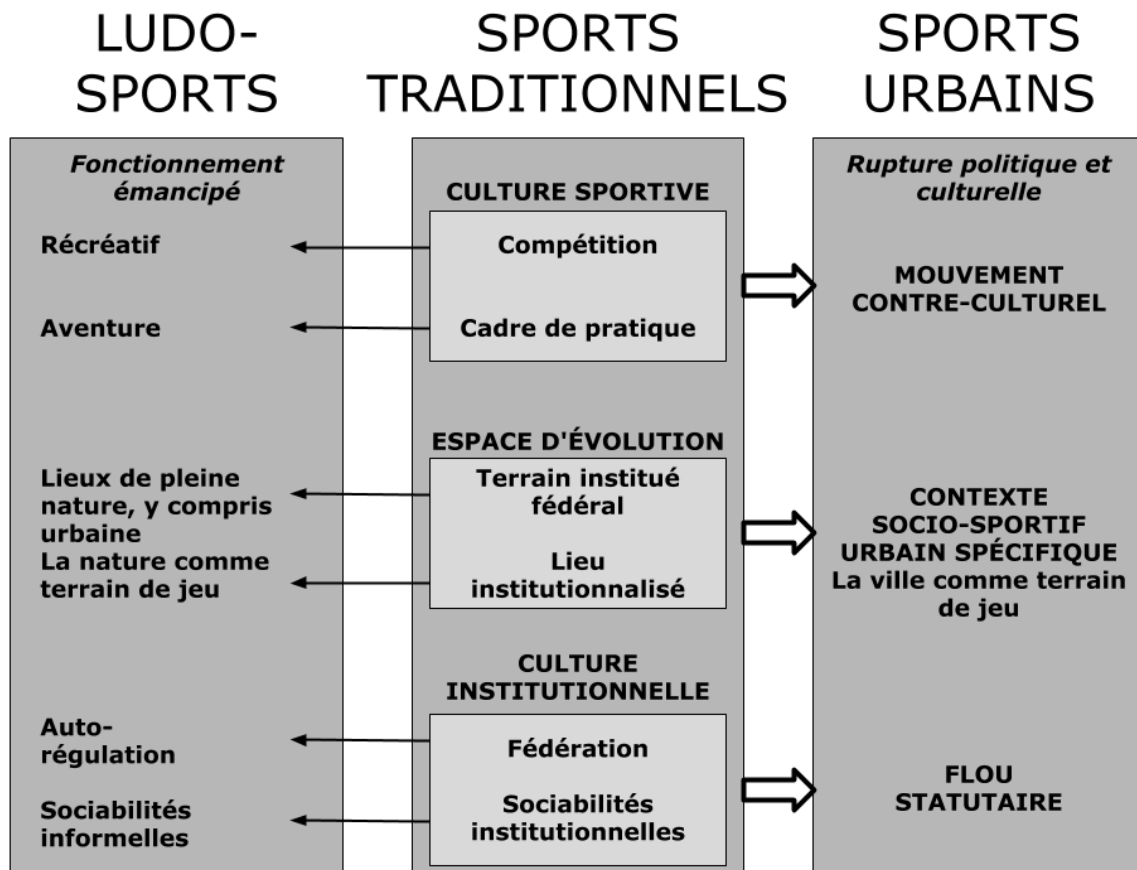 LUDO-
SPORTS
SPORTS
TRADITIONNELS
SPORTS
URBAINS
Fonctionnement
émancipé
Récréatif
Aventure
Lieux de pleine
nature, y compris
urbaine
La nature comme
terrain de jeu
Auto-
régulation
Sociabilités
informelles
CULTURE SPORTIVE
Compétition
Cadre de pratique
ESPACE D'ÉVOLUTION
Terrain institué
fédéral
Lieu
institutionnalisé
CULTURE
INSTITUTIONNELLE
Fédération
Sociabilités
institutionnelles
Rupture politique et
culturelle
MOUVEMENT
CONTRE-CULTUREL
CONTEXTE
SOCIO-SPORTIF
URBAIN SPÉCIFIQUE
La ville comme terrain
de jeu
FLOU
STATUTAIRE